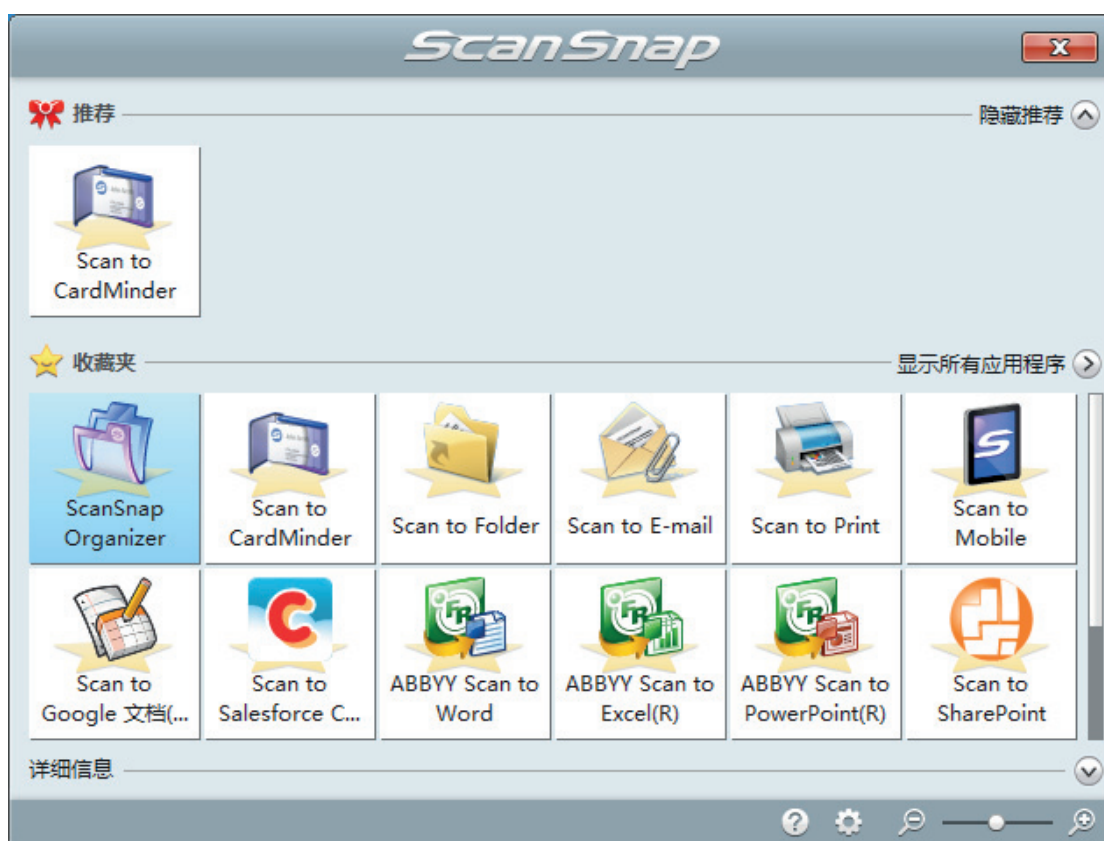 ScanSnap
推荐
隐藏推荐
Scan to
CardMinder
收藏夹
显示所有应用程序
ScanSnap
Organizer
Scan to
CardMinder
Scan to Folder
Scan to E-mail
Scan to Print
Scan to
Mobile
Scan to
Google 文档(...
Scan to
Salesforce C...
ABBYY Scan to
Word
ABBYY Scan to
Excel(R)
ABBYY Scan to
PowerPoint(R)
Scan to
SharePoint
详细信息